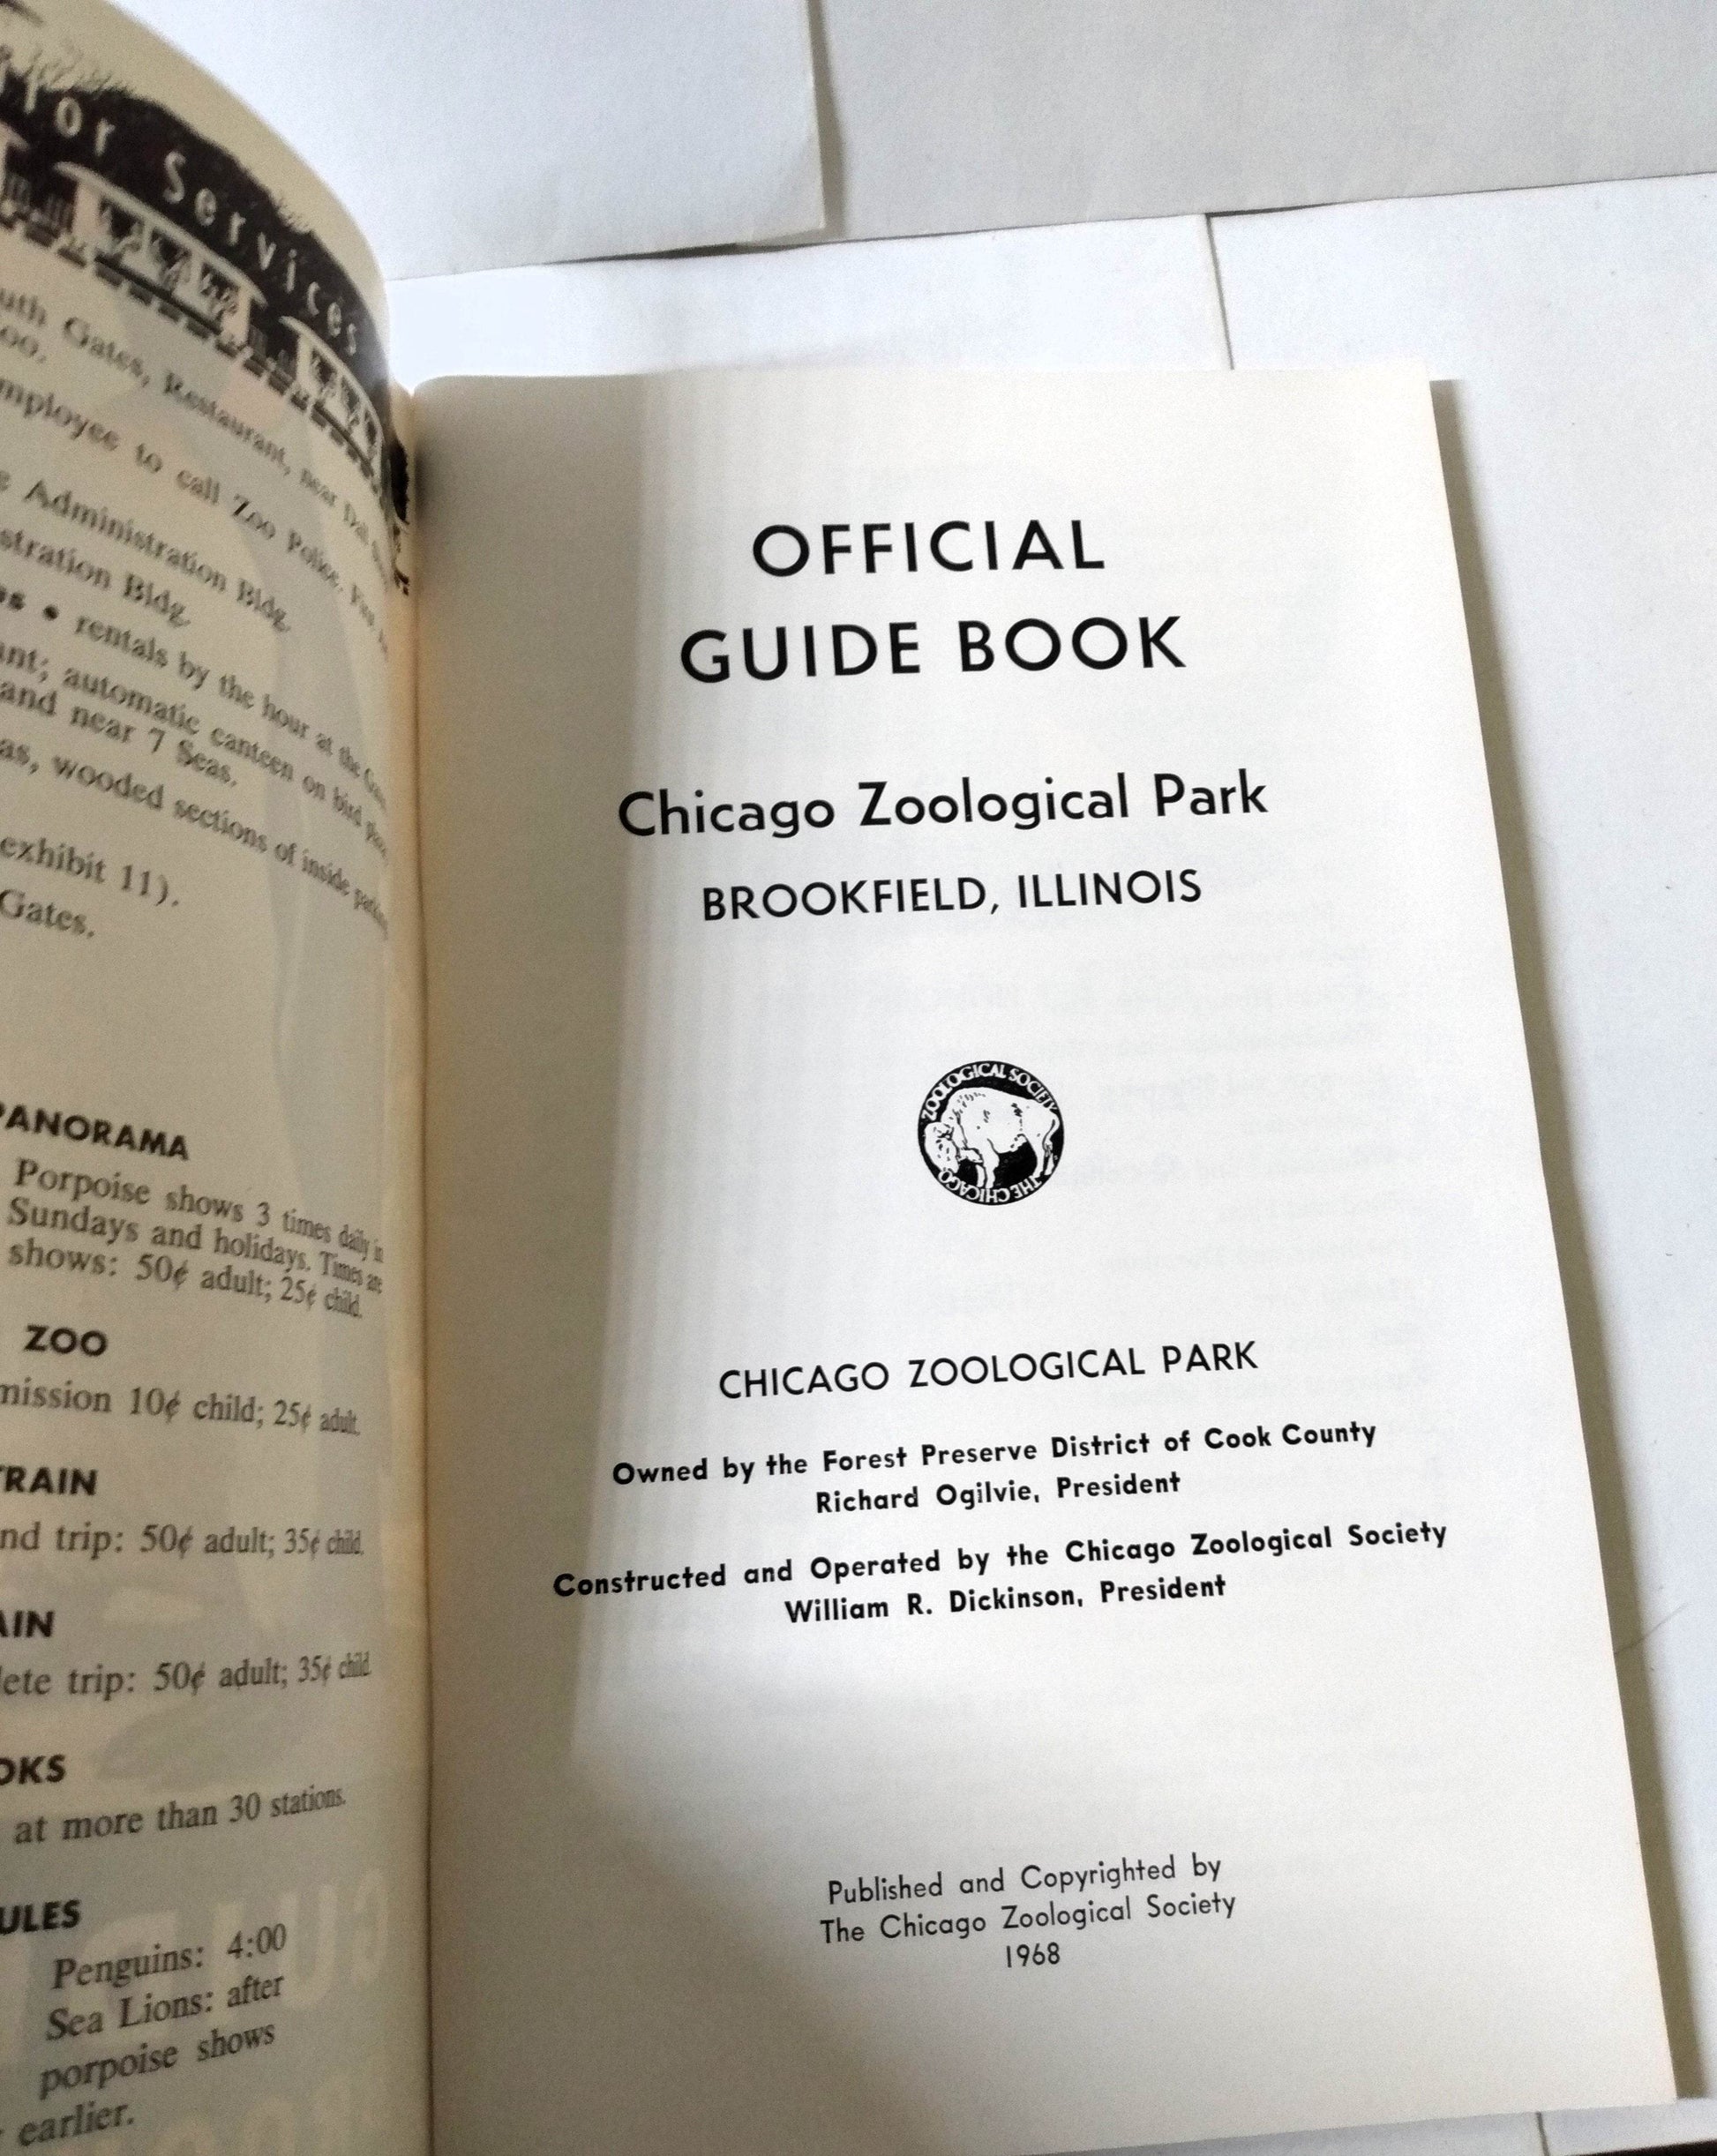 tor Services
uth Gates, Restaurant, near
oo.
mployee to call Zoo Police.
e Administration Bldg.
stration Bldg.
es • rentals by the hour at the
ant; automatic canteen on bird
and near 7 Seas.
as, wooded sections of inside
exhibit 11).
Gates.
PANORAMA
Porpoise shows 3 times daily in
Sundays and holidays. Times are
shows: 50¢ adult; 25¢ child.
ZOO
mission 10¢ child; 25¢ adult.
TRAIN
nd trip: 50¢ adult; 35¢ child.
AIN
lete trip: 50¢ adult; 35¢ child
OKS
at more than 30 stations.
ULES
Penguins: 4:00
Sea Lions: after
porpoise shows
earlier.
OFFICIAL
GUIDE BOOK
Chicago Zoological Park
BROOKFIELD, ILLINOIS
ZOOLOGICAL SOCIETY
THE CHICAGO
CHICAGO ZOOLOGICAL PARK
Owned by the Forest Preserve District of Cook County
Richard Ogilvie, President
Constructed and Operated by the Chicago Zoological Society
William R. Dickinson, President
Published and Copyrighted by
The Chicago Zoological Society
1968